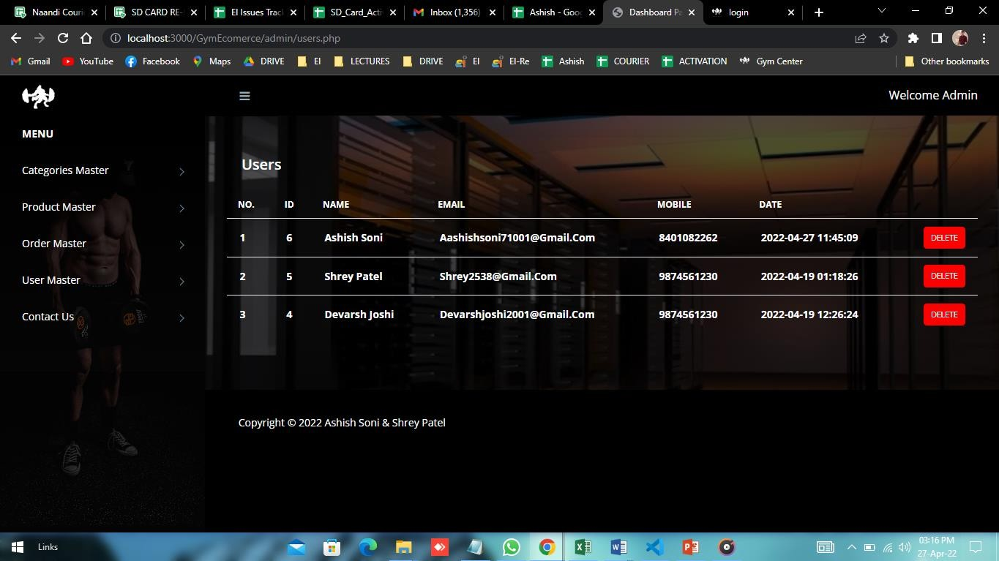 Naandi Couri SD CARD RE- EI Issues Trac SD_Card_Acti Inbox (1,356) Ashish - Goo Dashboard Pa login
localhost:3000/GymEcomerce/admin/users.php
Gmail YouTube Facebook Maps DRIVE EI LECTURES DRIVE EI EI-Re Ashish COURIER ACTIVATION Gym Center Other bookmarks
Welcome Admin
MENU
Categories Master
Product Master
Order Master
User Master
Contact Us
Users
NO. ID NAME EMAIL MOBILE DATE
1 6 Ashish Soni Aashishsoni71001@Gmail.Com 8401082262 2022-04-27 11:45:09 DELETE
2 5 Shrey Patel Shrey2538@Gmail.Com 9874561230 2022-04-19 01:18:26 DELETE
3 4 Devarsh Joshi Devarshjoshi2001@Gmail.Com 9874561230 2022-04-19 12:26:24 DELETE
Copyright © 2022 Ashish Soni & Shrey Patel
Links
03:16 PM
27-Apr-22